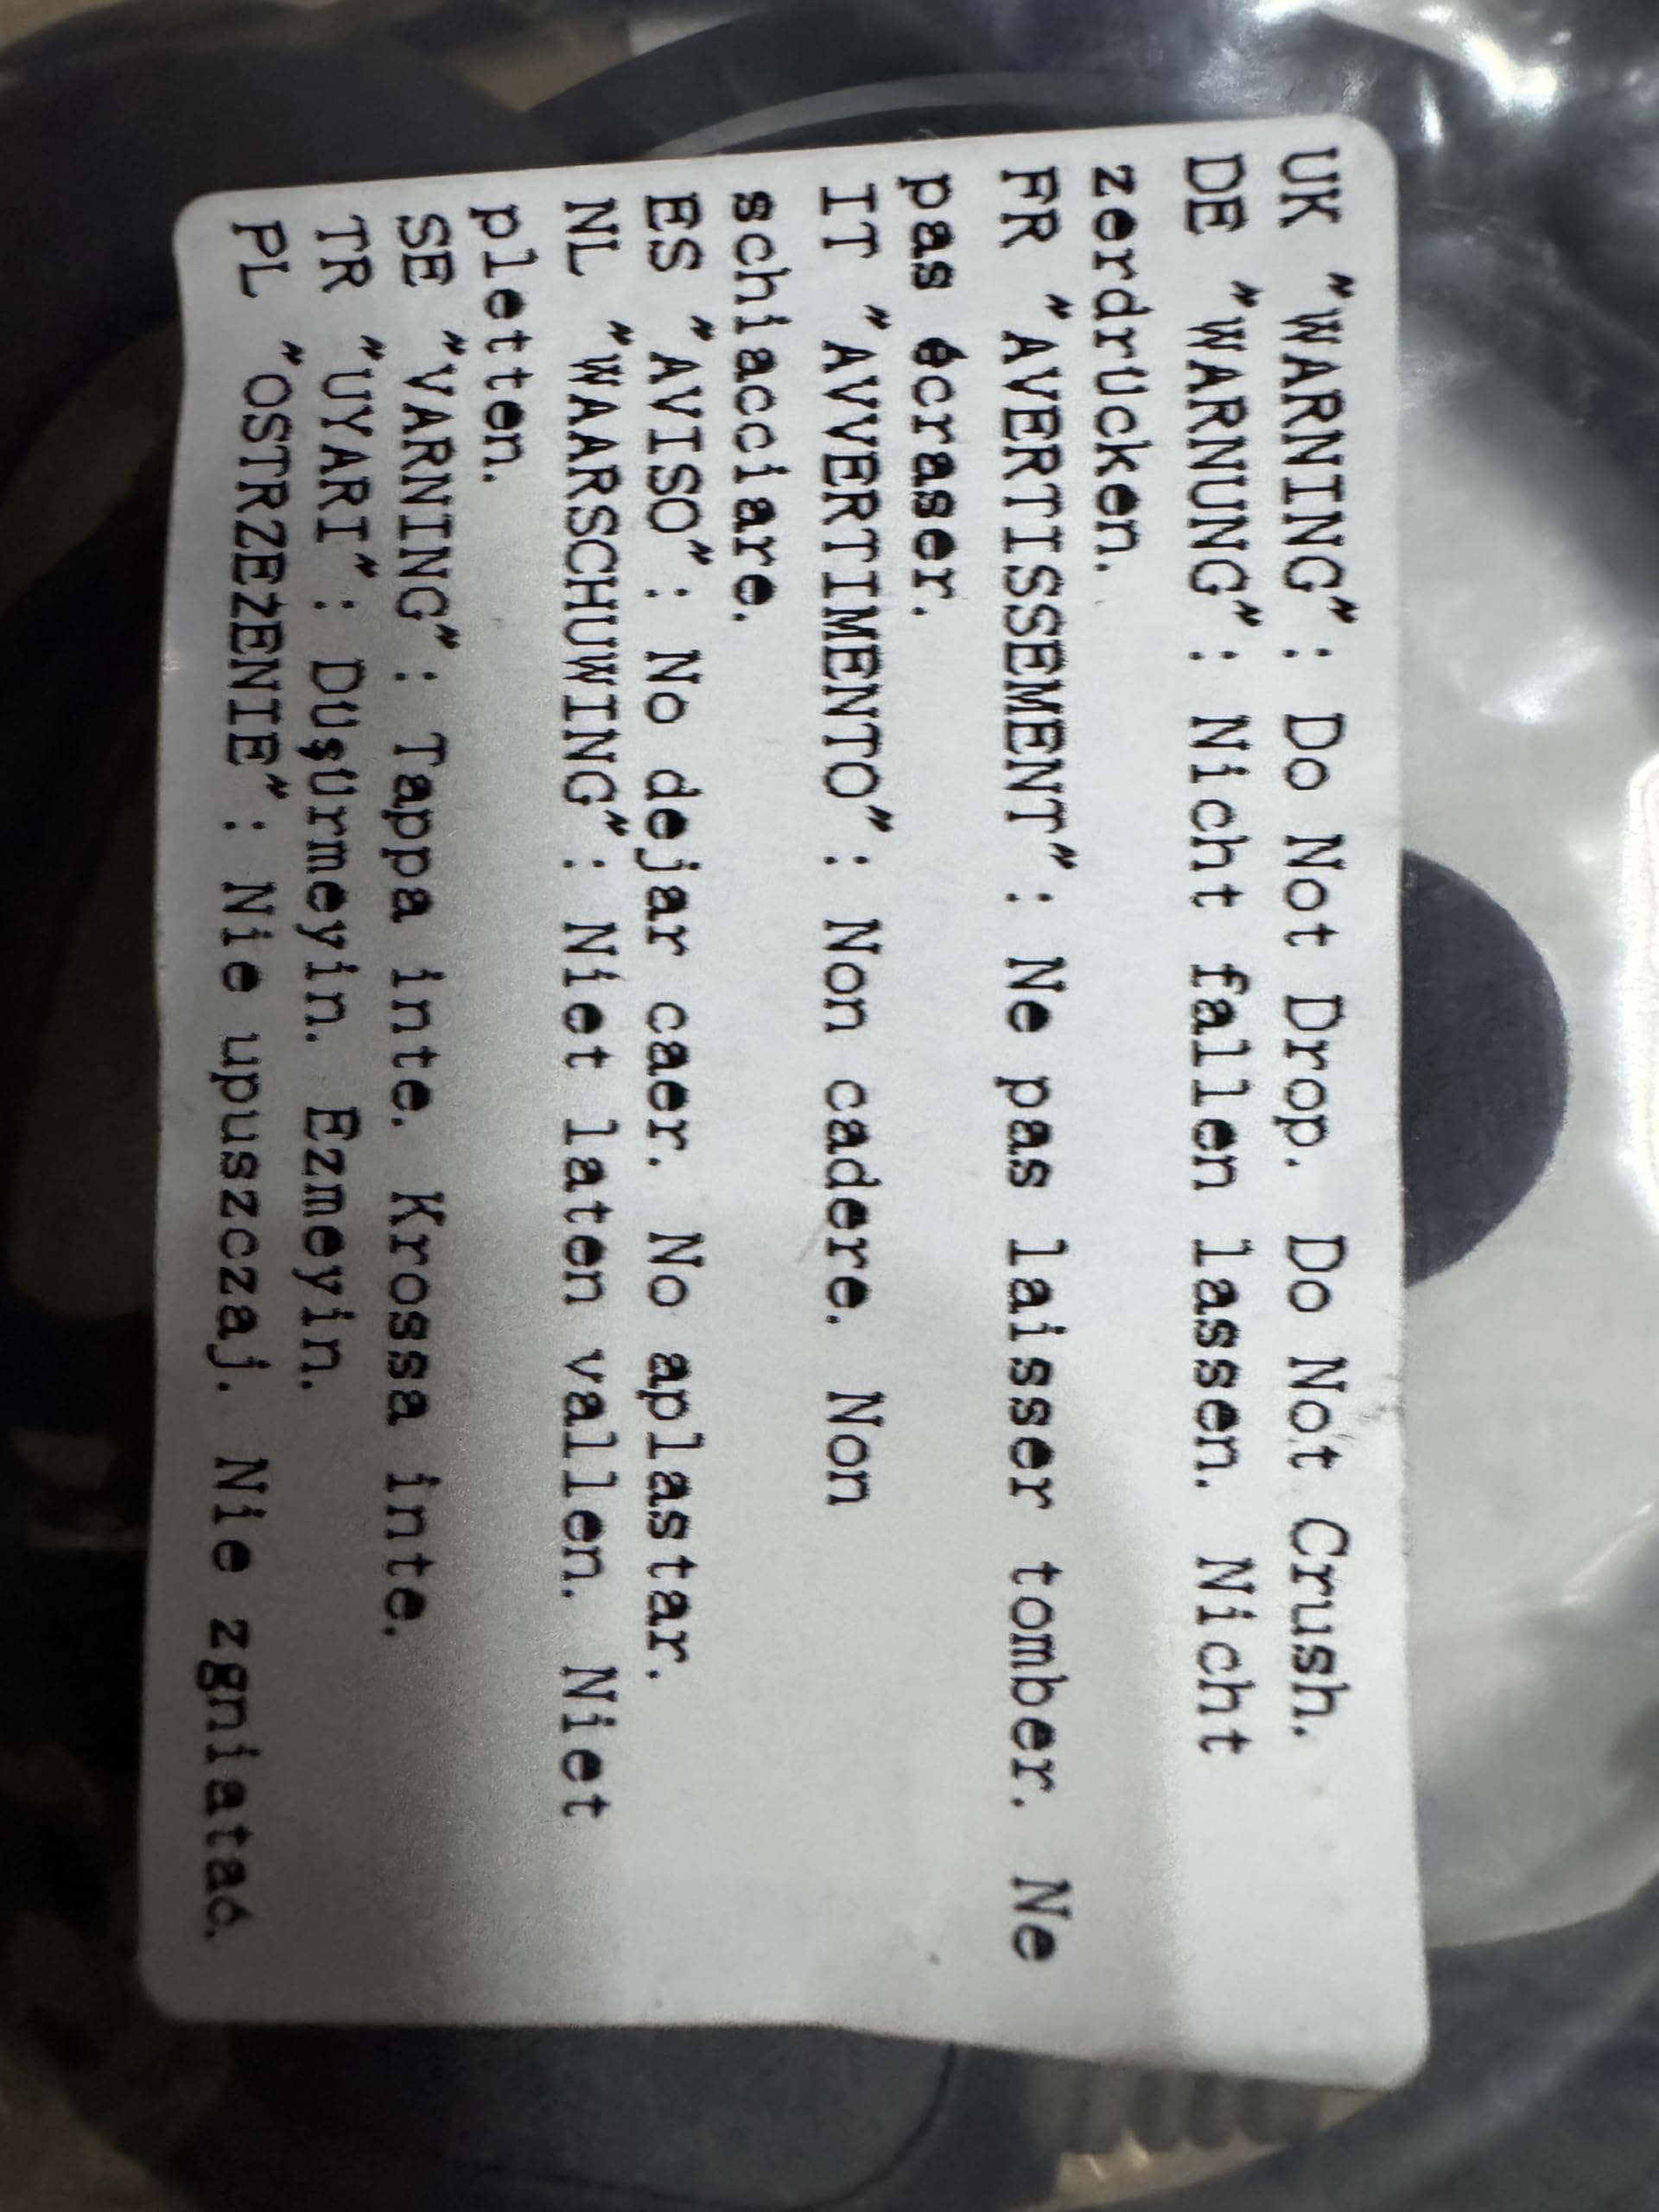 UK "WARNING": Do Not Drop. Do Not Crush.
DE "WARNUNG": Nicht fallen lassen. Nicht
zerdrücken.
FR "AVERTISSEMENT": Ne pas laisser tomber. Ne
pas écraser.
IT "AVVERTIMENTO": Non cadere. Non
schiacciare.
ES "AVISO": No dejar caer. No aplastar.
NL "WAARSCHUWING": Niet laten vallen. Niet
pletten.
SE "VARNING": Tappa inte. Krossa inte.
TR "UYARI": Duşürmeyin. Ezmeyin.
PL "OSTRZEŻENIE": Nie upuszczaj. Nie zgniatać.